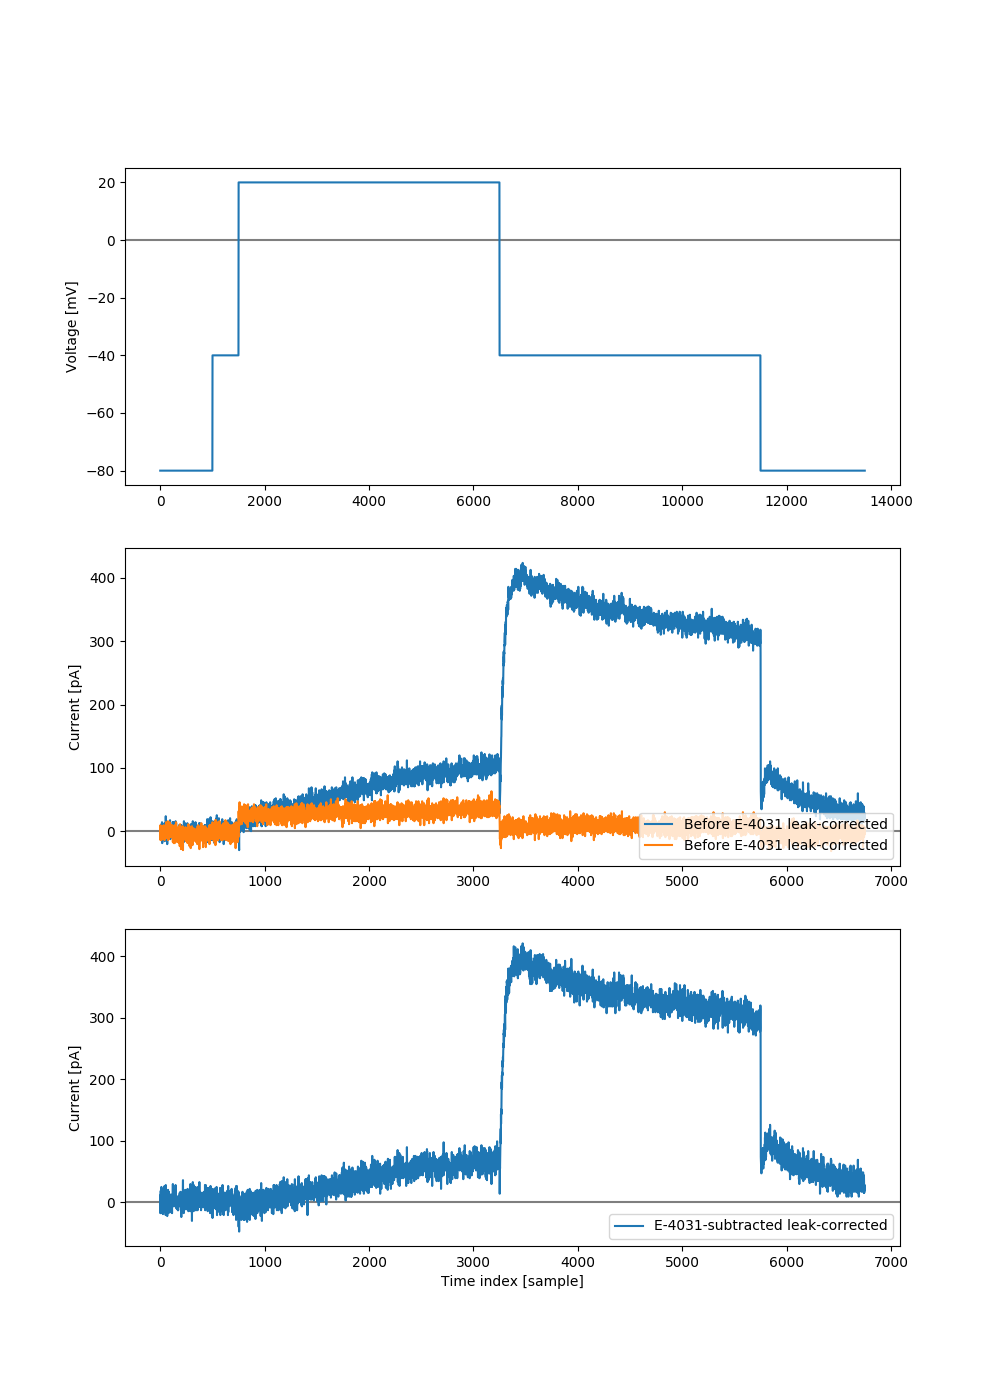 20
0
−20
−40
−60
−80
Voltage [mV]
0 2000 4000 6000 8000 10000 12000 14000
400
300
200
100
0
Current [pA]
Before E-4031 leak-corrected
Before E-4031 leak-corrected
0 1000 2000 3000 4000 5000 6000 7000
400
300
200
100
0
Current [pA]
E-4031-subtracted leak-corrected
0 1000 2000 3000 4000 5000 6000 7000
Time index [sample]